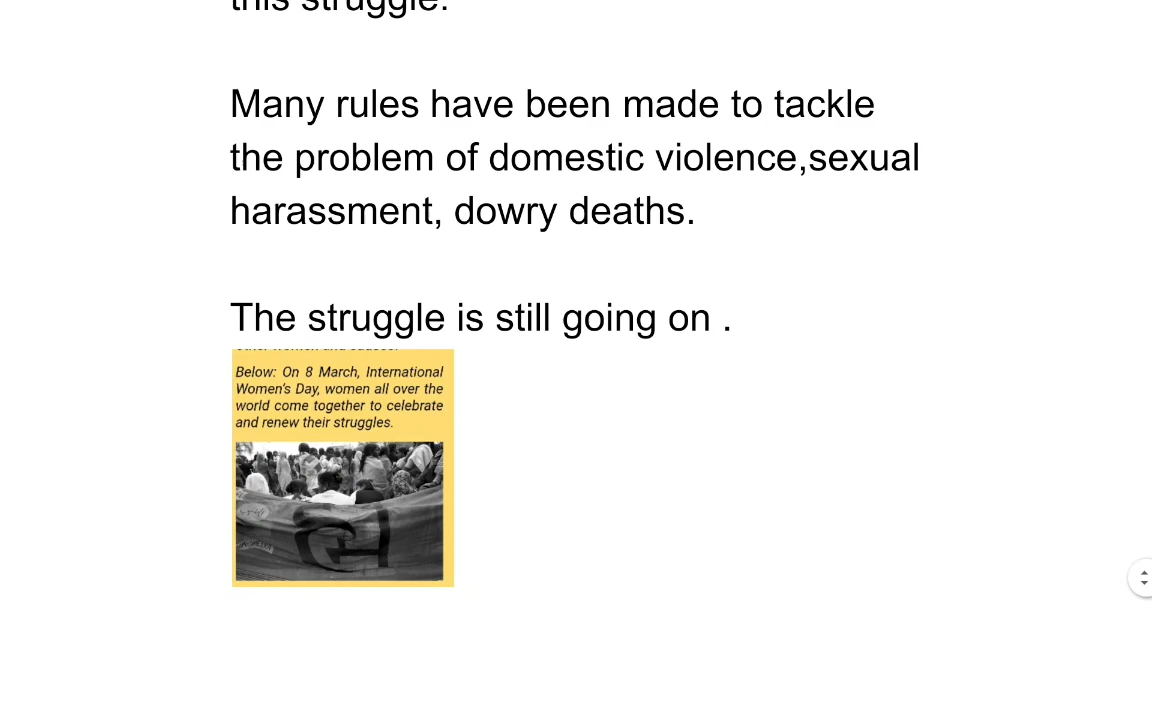 this struggle.
Many rules have been made to tackle
the problem of domestic violence,sexual
harassment, dowry deaths.
The struggle is still going on .
Below: On 8 March, International
Women's Day, women all over the
world come together to celebrate
and renew their struggles.